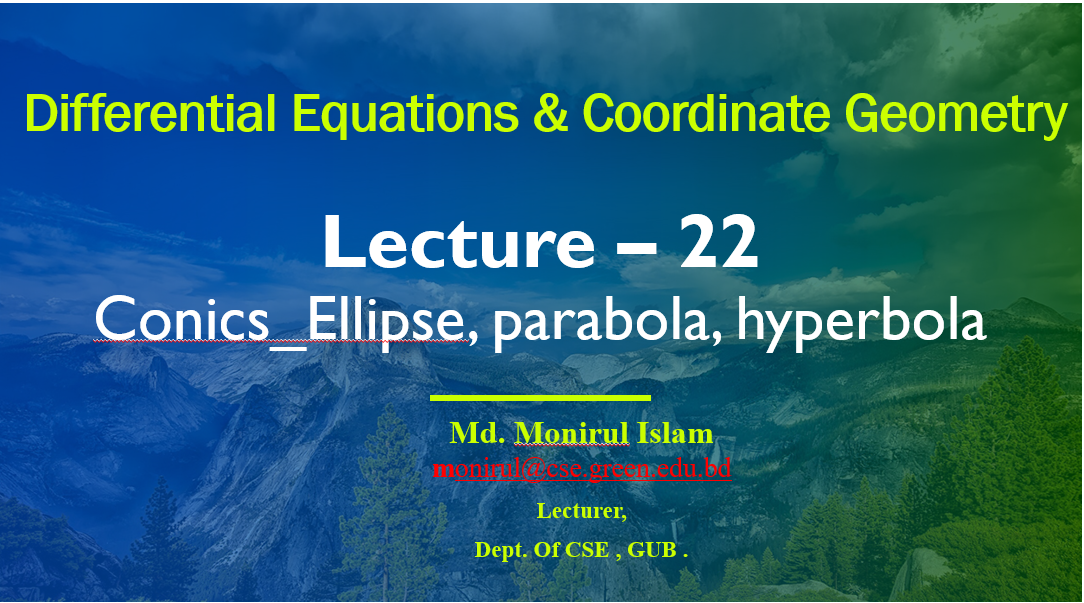 Differential Equations & Coordinate Geometry
Lecture – 22
Conics_Ellipse, parabola, hyperbola
Md. Monirul Islam
monirul@cse.green.edu.bd
Lecturer,
Dept. Of CSE , GUB .